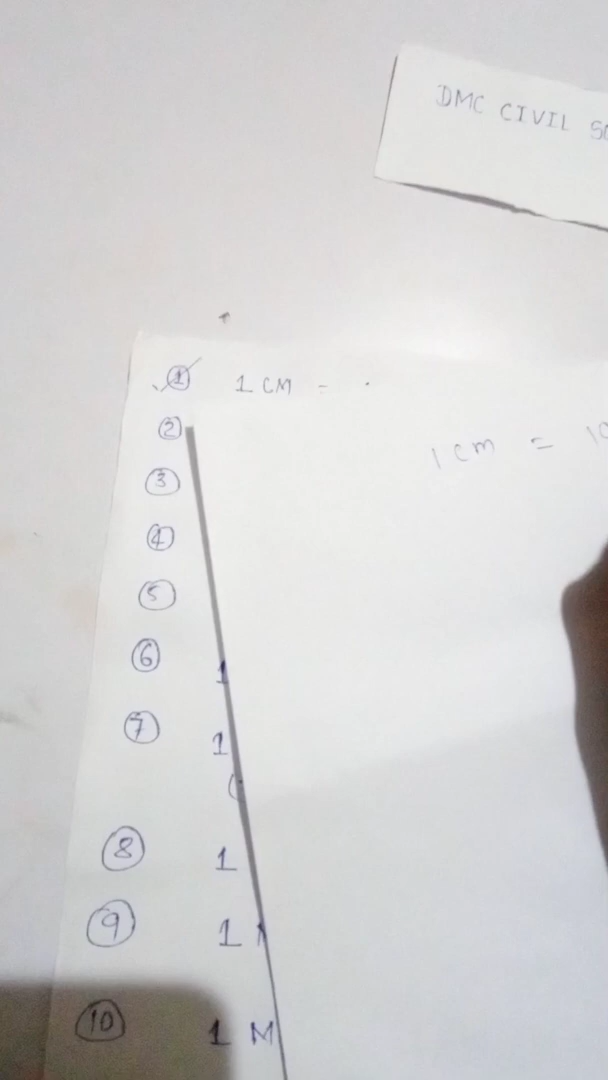 DMC CIVIL
① 1 CM =
1 cm = 10
②
③
④
⑤
⑥ 1
⑦ 1
⑧ 1
⑨ 1
⑩ 1 M